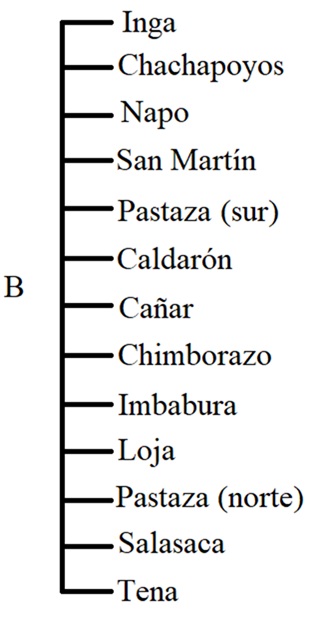 Inga
Chachapoyos
Napo
San Martín
Pastaza (sur)
Caldarón
B
Cañar
Chimborazo
Imbabura
Loja
Pastaza (norte)
Salasaca
Tena